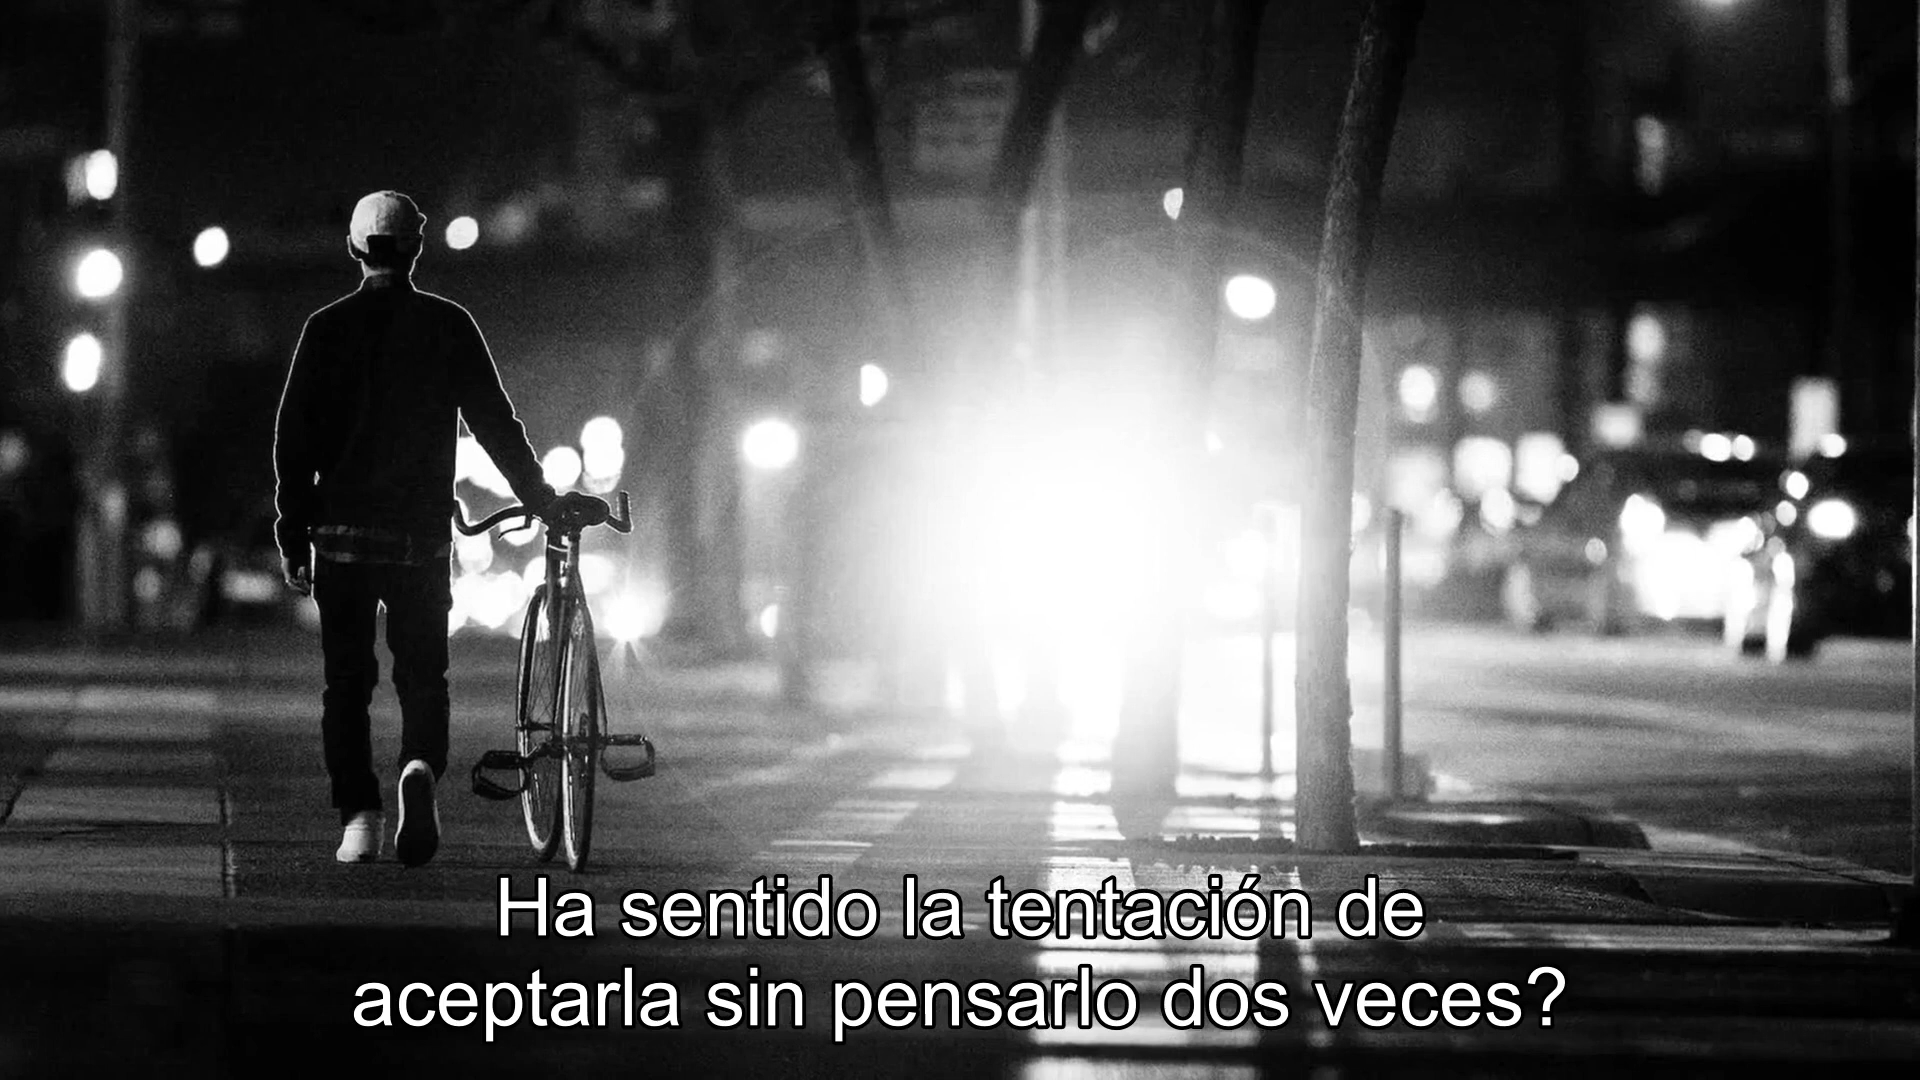 Ha sentido la tentación de
aceptarla sin pensarlo dos veces?